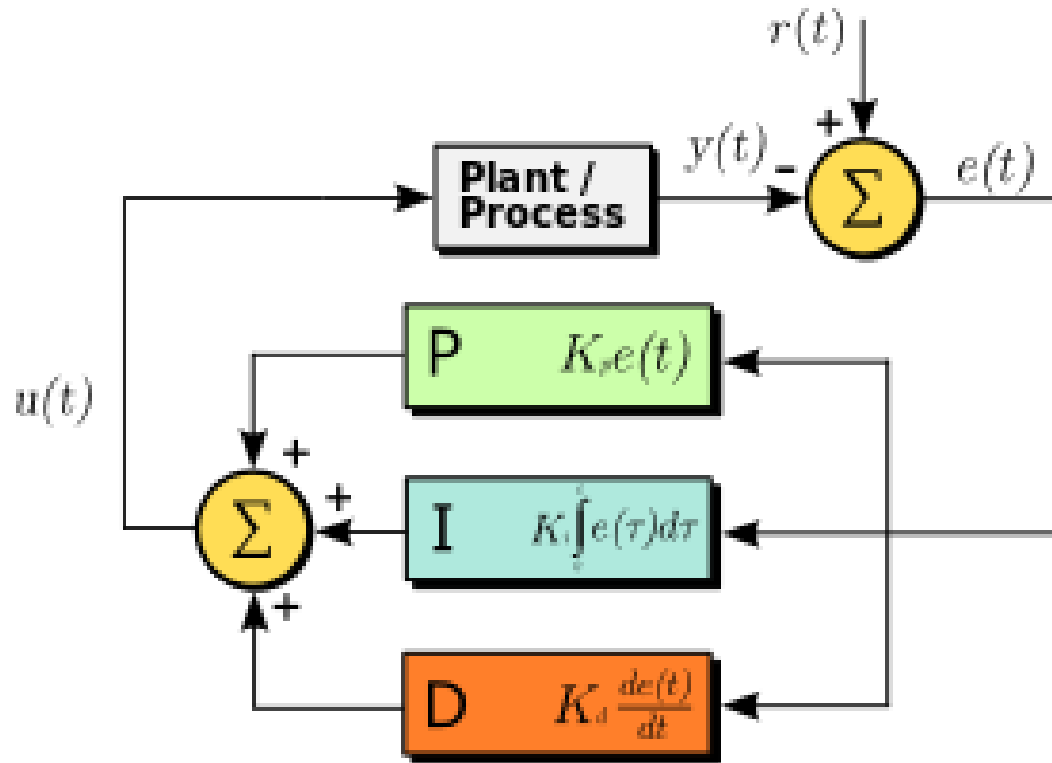 r(t)
+
y(t) -
Σ
e(t)
Plant /
Process
P K_p e(t)
u(t)
+
+
Σ
I K_i ∫ e(τ)dτ
+
D K_d de(t)/dt